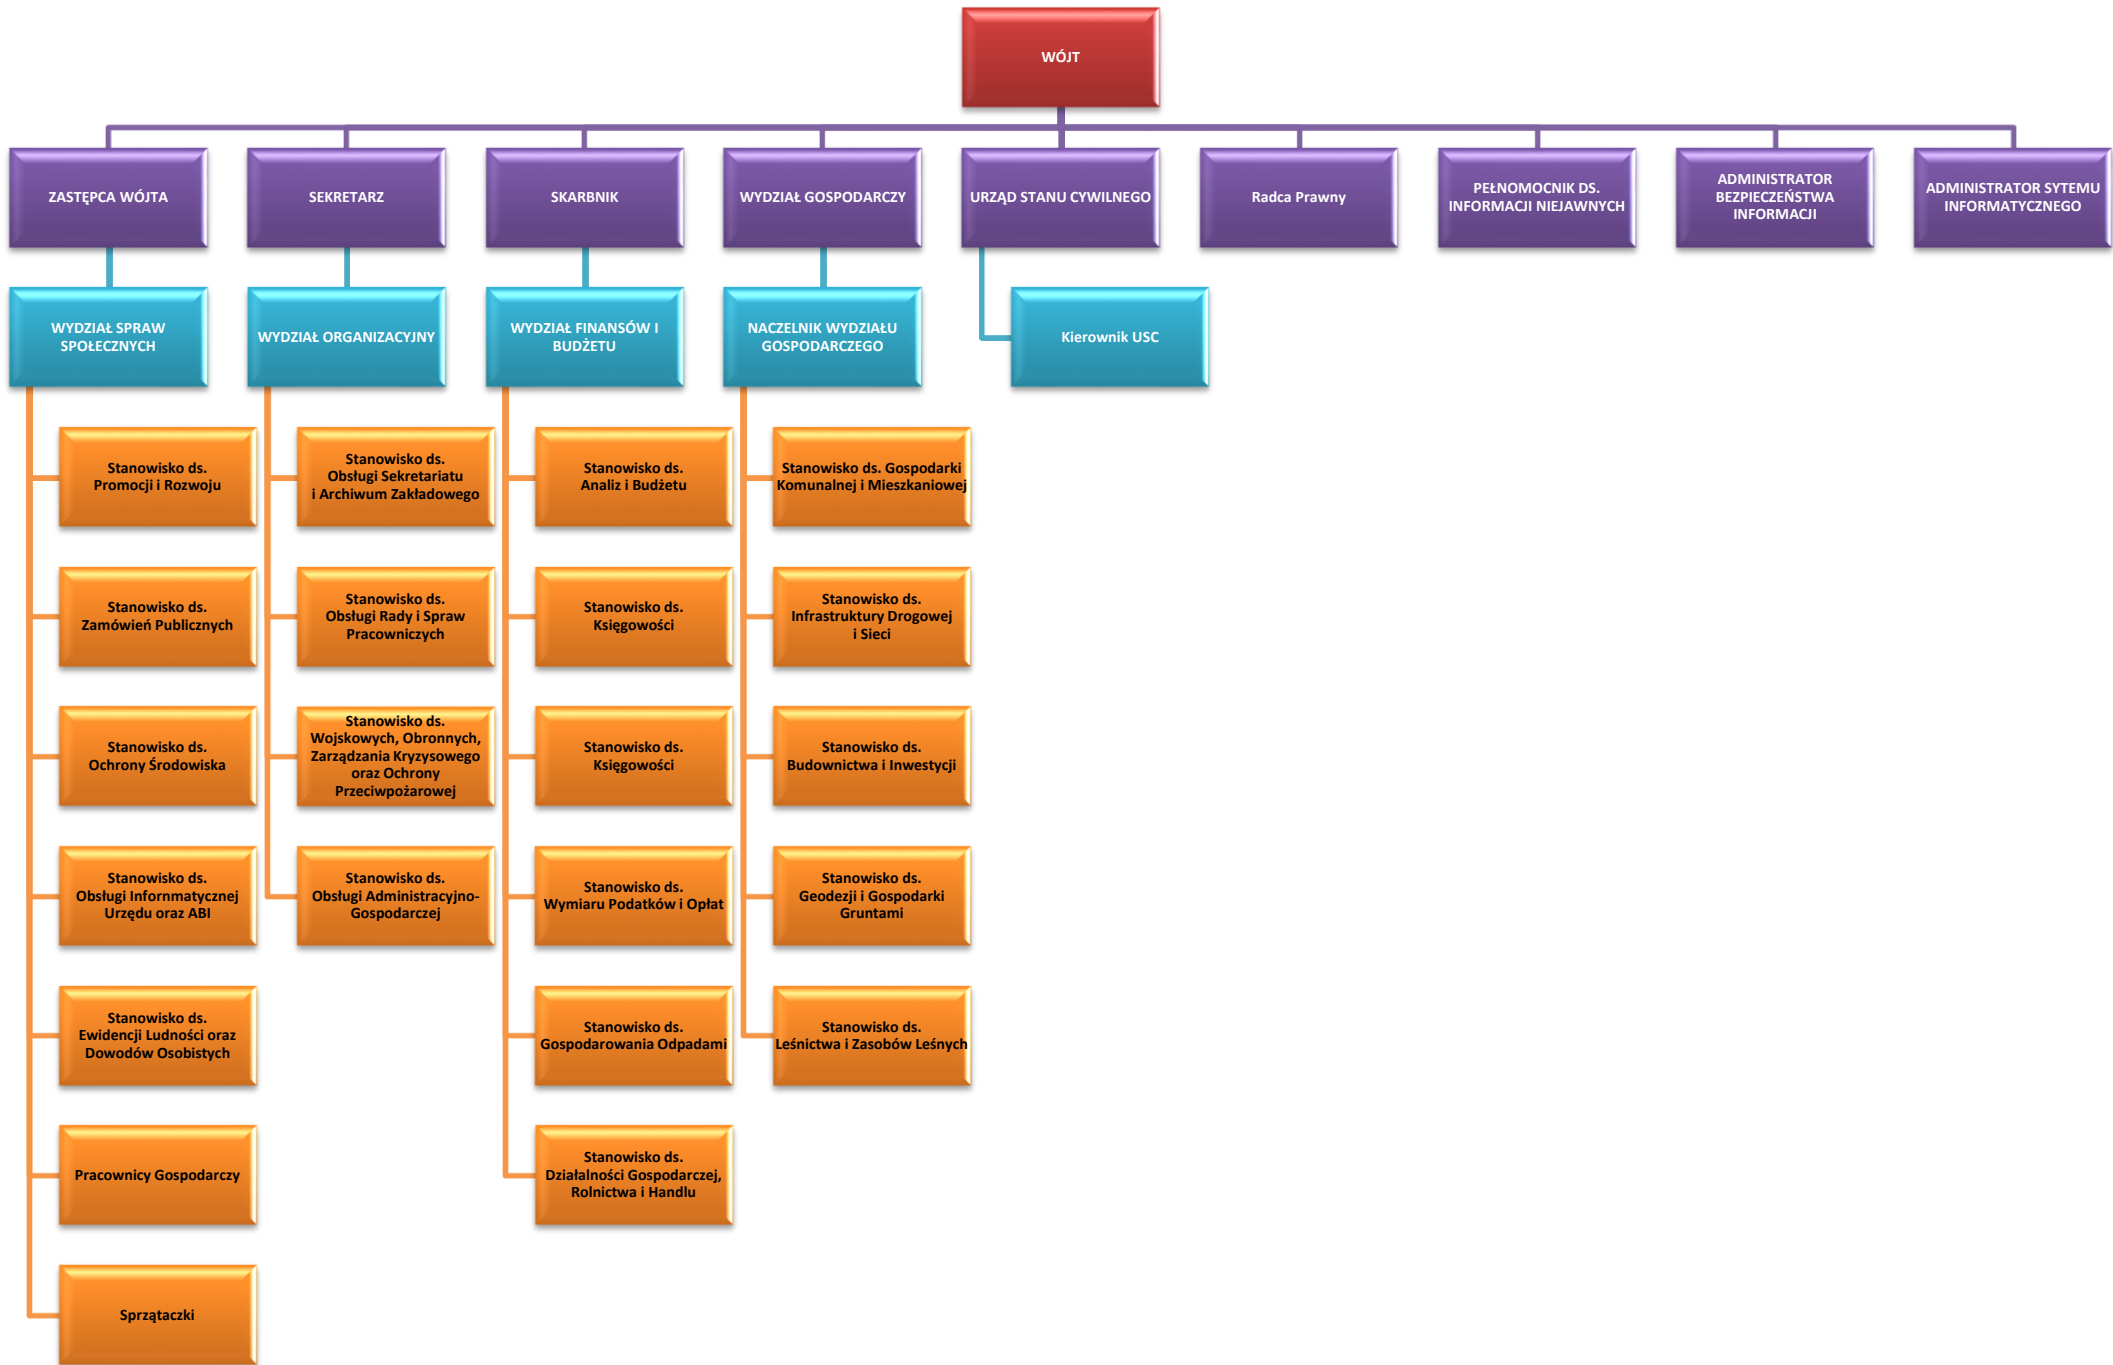 WÓJT
ZASTĘPCA WÓJTA
SEKRETARZ
SKARBNIK
WYDZIAŁ GOSPODARCZY
URZĄD STANU CYWILNEGO
Radca Prawny
PEŁNOMOCNIK DS.
INFORMACJI NIEJAWNYCH
ADMINISTRATOR
BEZPIECZEŃSTWA
INFORMACJI
ADMINISTRATOR SYTEMU
INFORMATYCZNEGO
WYDZIAŁ SPRAW
SPOŁECZNYCH
WYDZIAŁ ORGANIZACYJNY
WYDZIAŁ FINANSÓW I
BUDŻETU
NACZELNIK WYDZIAŁU
GOSPODARCZEGO
Kierownik USC
Stanowisko ds.
Promocji i Rozwoju
Stanowisko ds.
Zamówień Publicznych
Stanowisko ds.
Ochrony Środowiska
Stanowisko ds.
Obsługi Infornmatycznej
Urzędu oraz ABI
Stanowisko ds.
Ewidencji Ludności oraz
Dowodów Osobistych
Pracownicy Gospodarczy
Sprzątaczki
Stanowisko ds.
Obsługi Sekretariatu
i Archiwum Zakładowego
Stanowisko ds.
Obsługi Rady i Spraw
Pracowniczych
Stanowisko ds.
Wojskowych, Obronnych,
Zarządzania Kryzysowego
oraz Ochrony
Przeciwpożarowej
Stanowisko ds.
Obsługi Administracyjno-
Gospodarczej
Stanowisko ds.
Analiz i Budżetu
Stanowisko ds.
Księgowości
Stanowisko ds.
Księgowości
Stanowisko ds.
Wymiaru Podatków i Opłat
Stanowisko ds.
Gospodarowania Odpadami
Stanowisko ds.
Działalności Gospodarczej,
Rolnictwa i Handlu
Stanowisko ds. Gospodarki
Komunalnej i Mieszkaniowej
Stanowisko ds.
Infrastruktury Drogowej
i Sieci
Stanowisko ds.
Budownictwa i Inwestycji
Stanowisko ds.
Geodezji i Gospodarki
Gruntami
Stanowisko ds.
Leśnictwa i Zasobów Leśnych